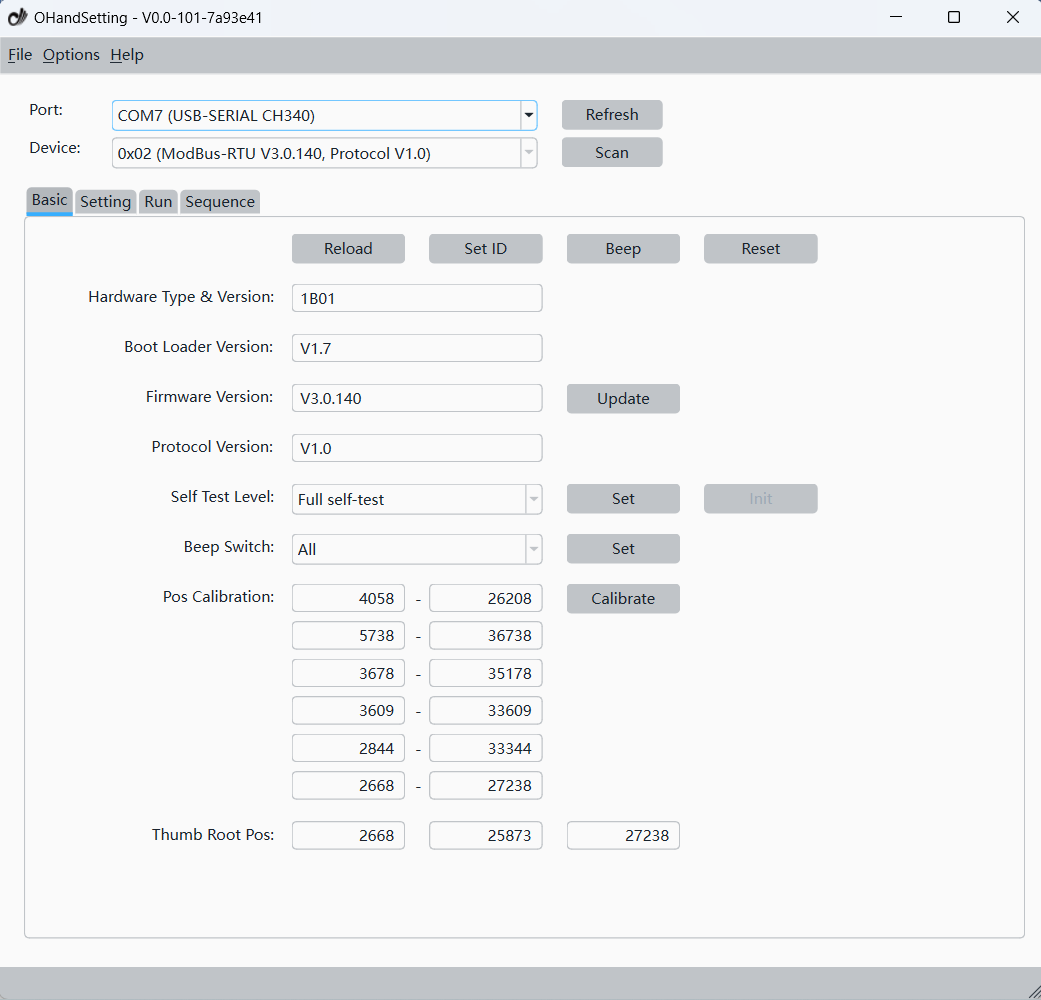 OHandSetting - V0.0-101-7a93e41
File Options Help
Port: COM7 (USB-SERIAL CH340) Refresh
Device: 0x02 (ModBus-RTU V3.0.140, Protocol V1.0) Scan
Basic Setting Run Sequence
Reload Set ID Beep Reset
Hardware Type & Version: 1B01
Boot Loader Version: V1.7
Firmware Version: V3.0.140 Update
Protocol Version: V1.0
Self Test Level: Full self-test Set Init
Beep Switch: All Set
Pos Calibration: 4058 - 26208 Calibrate
5738 - 36738
3678 - 35178
3609 - 33609
2844 - 33344
2668 - 27238
Thumb Root Pos: 2668 25873 27238